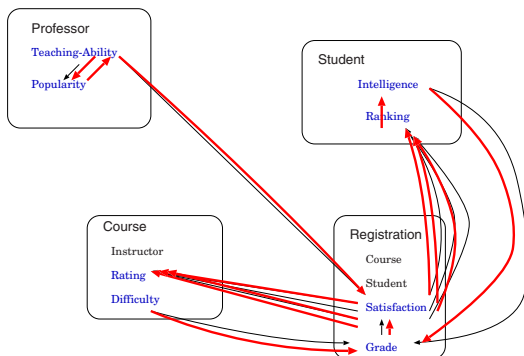 Professor
Teaching-Ability
Popularity
Student
Intelligence
Ranking
Course
Instructor
Rating
Difficulty
Registration
Course
Student
Satisfaction
Grade